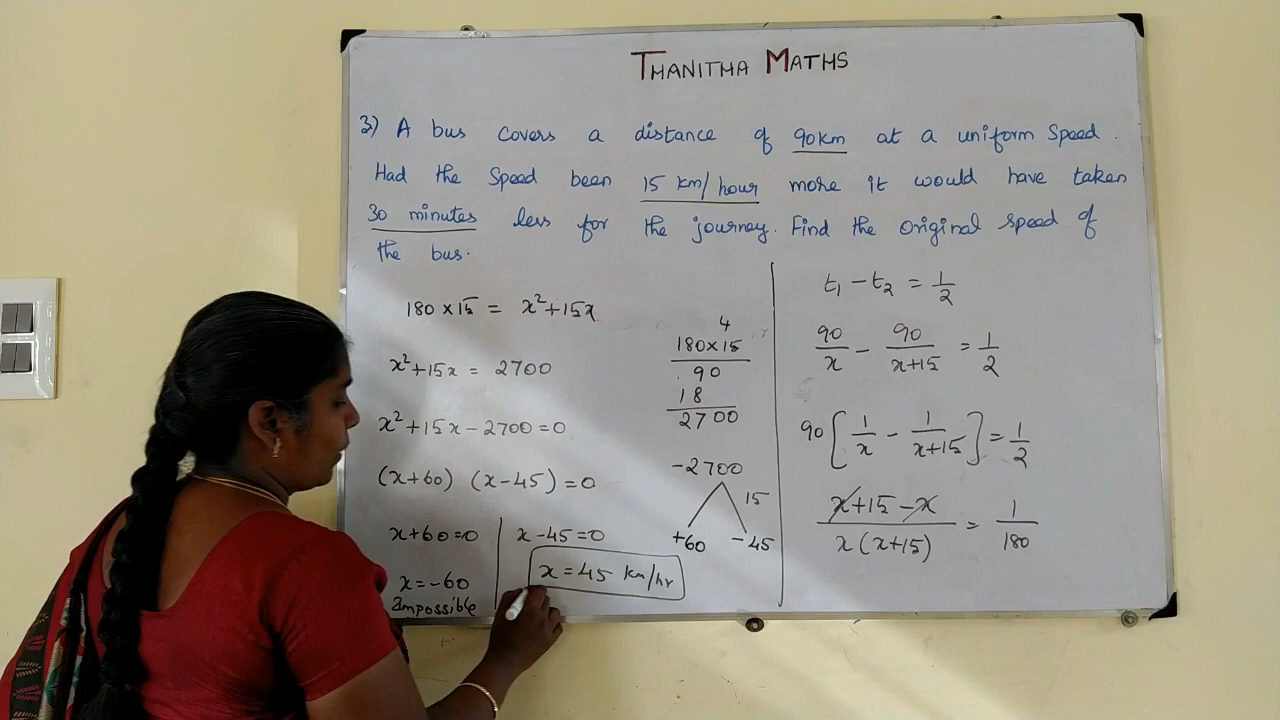 THANITHA MATHS
3) A bus covers a distance of 90km at a uniform Speed.
Had the Speed been 15 km/hour more it would have taken
30 minutes less for the journey. Find the original speed of
the bus.
t₁ - t₂ = 1/2
90/x - 90/(x+15) = 1/2
90[1/x - 1/(x+15)] = 1/2
(x+15-x)/(x(x+15)) = 1/180
180 × 15 = x²+15x
x²+15x = 2700
x²+15x-2700=0
(x+60) (x-45)=0
x+60=0
x=-60
Impossible
x-45=0
x=45 km/hr
4
180×15
90
18
2700
-2700
15
+60 -45